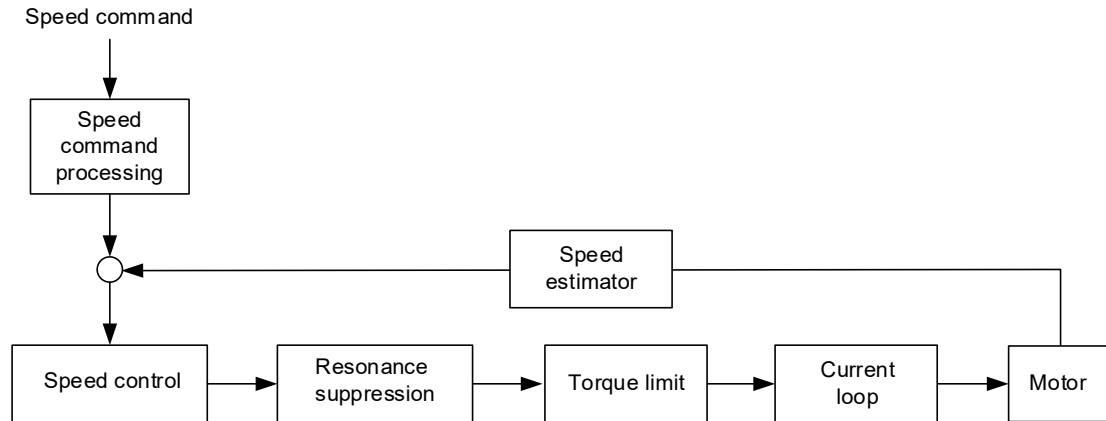 Speed command
Speed
command
processing
Speed
estimator
Speed control
Resonance
suppression
Torque limit
Current
loop
Motor